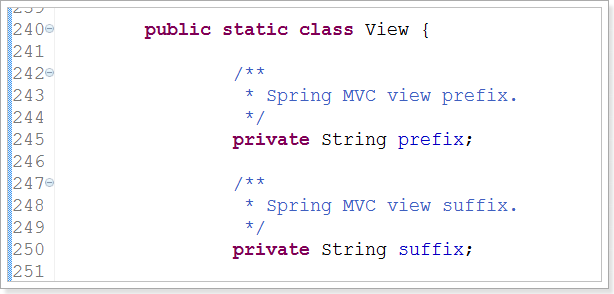 239
240 public static class View {
241
242 /**
243 * Spring MVC view prefix.
244 */
245 private String prefix;
246
247 /**
248 * Spring MVC view suffix.
249 */
250 private String suffix;
251